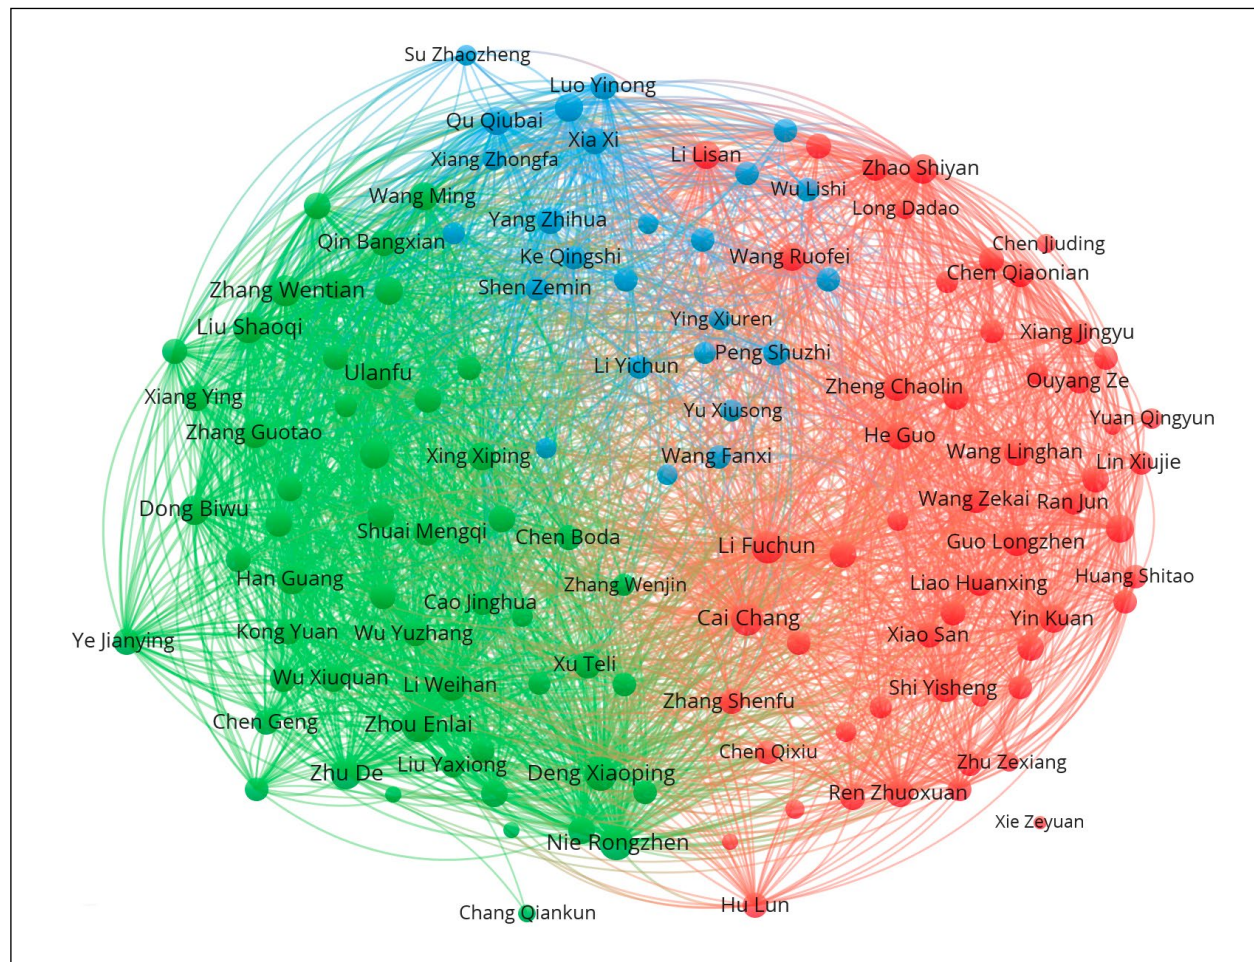 Su Zhaozheng
Luo Yinong
Qu Qiubai
Xia Xi
Xiang Zhongfa
Li Lisan
Zhao Shiyan
Wang Ming
Wu Lishi
Long Dadao
Yang Zhihua
Qin Bangxian
Chen Jiuding
Ke Qingshi
Wang Ruofei
Chen Qiaonian
Zhang Wentian
Shen Zemin
Liu Shaoqi
Ying Xiuren
Xiang Jingyu
Peng Shuzhi
Li Yichun
Ulanfu
Ouyang Ze
Zheng Chaolin
Xiang Ying
Yu Xiusong
Yuan Qingyun
Zhang Guotao
He Guo
Xing Xiping
Wang Fanxi
Wang Linghan
Lin Xiujie
Wang Zekai
Ran Jun
Dong Biwu
Shuai Mengqi
Chen Boda
Li Fuchun
Guo Longzhen
Han Guang
Zhang Wenjin
Liao Huanxing
Huang Shitao
Cao Jinghua
Cai Chang
Yin Kuan
Ye Jianying
Kong Yuan
Wu Yuzhang
Xiao San
Xu Teli
Wu Xiuquan
Li Weihan
Shi Yisheng
Zhang Shenfu
Chen Geng
Zhou Enlai
Chen Qixiu
Zhu De
Liu Yaxiong
Deng Xiaoping
Zhu Zexiang
Ren Zhuoxuan
Xie Zeyuan
Nie Rongzhen
Hu Lun
Chang Qiankun